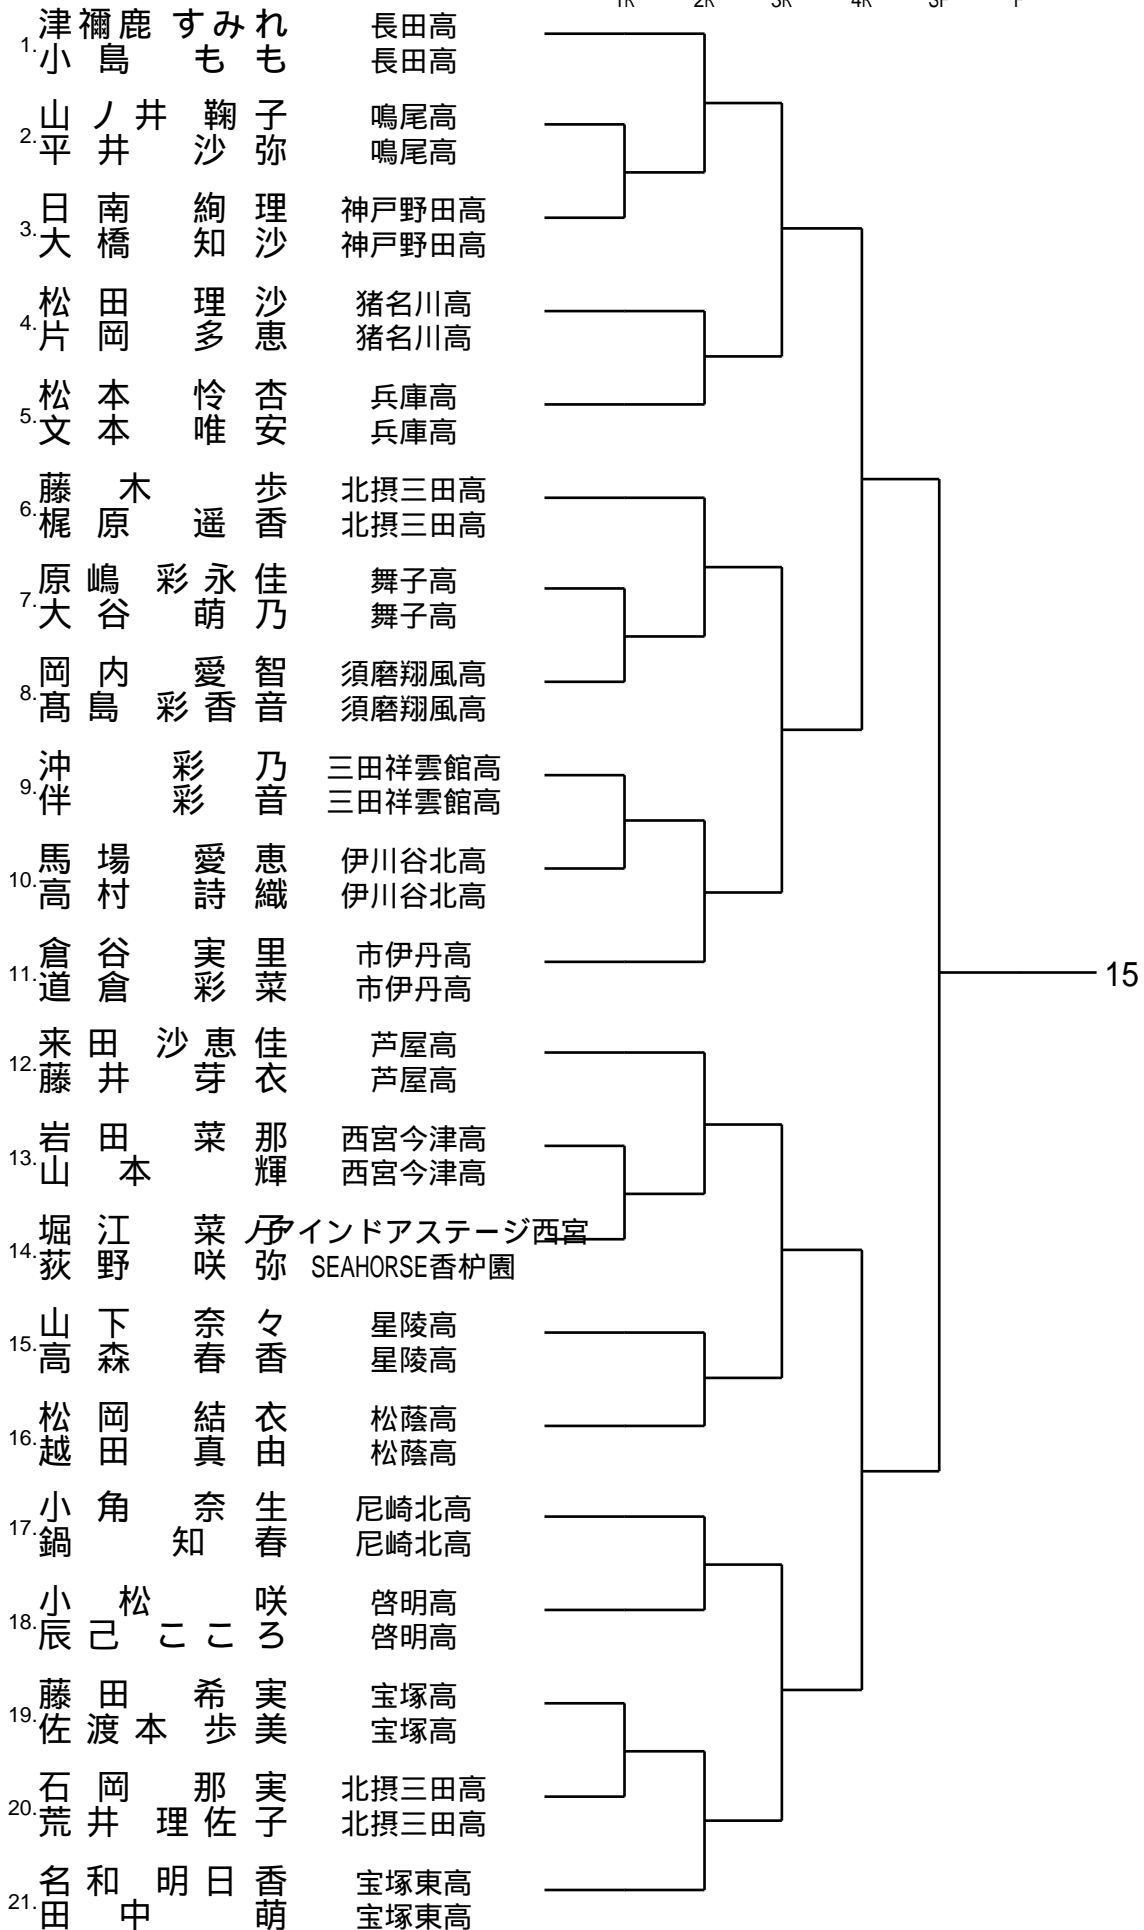 1R 2R 3R 4R SF F
津禰鹿 すみれ 長田高
1.
小島 もも 長田高
山ノ井 鞠子 鳴尾高
2.
平井 沙弥 鳴尾高
日南 絢理 神戸野田高
3.
大橋 知沙 神戸野田高
松田 理沙 猪名川高
4.
片岡 多恵 猪名川高
松本 怜杏 兵庫高
5.
文本 唯安 兵庫高
藤木 歩 北摂三田高
6.
梶原 遥香 北摂三田高
原嶋 彩永佳 舞子高
7.
大谷 萌乃 舞子高
岡内 愛智 須磨翔風高
8.
髙島 彩香音 須磨翔風高
沖 彩乃 三田祥雲館高
9.
伴 彩音 三田祥雲館高
馬場 愛恵 伊川谷北高
10.
高村 詩織 伊川谷北高
倉谷 実里 市伊丹高
11.
道倉 彩菜 市伊丹高
15
来田 沙恵佳 芦屋高
12.
藤井 芽衣 芦屋高
岩田 菜那 西宮今津高
13.
山本 輝 西宮今津高
堀江 菜子 ノアインドアステージ西宮
14.
荻野 咲弥 SEAHORSE香枦園
山下 奈々 星陵高
15.
高森 春香 星陵高
松岡 結衣 松蔭高
16.
越田 真由 松蔭高
小角 奈生 尼崎北高
17.
鍋 知春 尼崎北高
小松 咲 啓明高
18.
辰己 こころ 啓明高
藤田 希実 宝塚高
19.
佐渡本 歩美 宝塚高
石岡 那実 北摂三田高
20.
荒井 理佐子 北摂三田高
名和 明日香 宝塚東高
21.
田中 萌 宝塚東高